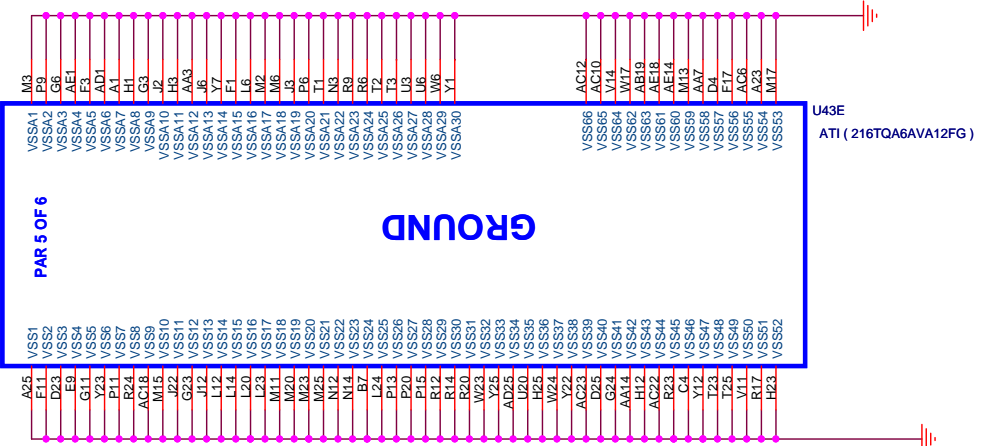 M3 P9 G6 AE1 F3 AD1 A1 H1 G3 J2 H3 AA3 J6 Y7 F1 L6 M2 M6 J3 P6 T1 N3 R9 R6 T2 T3 U3 U6 W6 Y1 AC12 AC10 V14 W17 AB19 AE18 AE14 M13 AA7 D4 F17 AC6 A23 M17
VSSA1 VSSA2 VSSA3 VSSA4 VSSA5 VSSA6 VSSA7 VSSA8 VSSA9 VSSA10 VSSA11 VSSA12 VSSA13 VSSA14 VSSA15 VSSA16 VSSA17 VSSA18 VSSA19 VSSA20 VSSA21 VSSA22 VSSA23 VSSA24 VSSA25 VSSA26 VSSA27 VSSA28 VSSA29 VSSA30 VSS66 VSS65 VSS64 VSS62 VSS63 VSS61 VSS60 VSS59 VSS58 VSS57 VSS56 VSS55 VSS54 VSS53
U43E
ATI ( 216TQA6AVA12FG )
PAR 5 OF 6
GROUND
VSS1 VSS2 VSS3 VSS4 VSS5 VSS6 VSS7 VSS8 VSS9 VSS10 VSS11 VSS12 VSS13 VSS14 VSS15 VSS16 VSS17 VSS18 VSS19 VSS20 VSS21 VSS22 VSS23 VSS24 VSS25 VSS26 VSS27 VSS28 VSS29 VSS30 VSS31 VSS32 VSS33 VSS34 VSS35 VSS36 VSS37 VSS38 VSS39 VSS40 VSS41 VSS42 VSS43 VSS44 VSS45 VSS46 VSS47 VSS48 VSS49 VSS50 VSS51 VSS52
A25 F11 D23 E9 G11 Y23 P11 R24 AC18 M15 J22 G23 J12 L12 L14 L20 L23 M11 M20 M23 M25 N12 N14 B7 L24 P13 P20 P15 R12 R14 R20 W23 Y25 AD25 U20 H25 W24 Y22 AC23 D25 G24 AA14 H12 AC22 R23 C4 Y12 T23 T25 V11 R17 H23